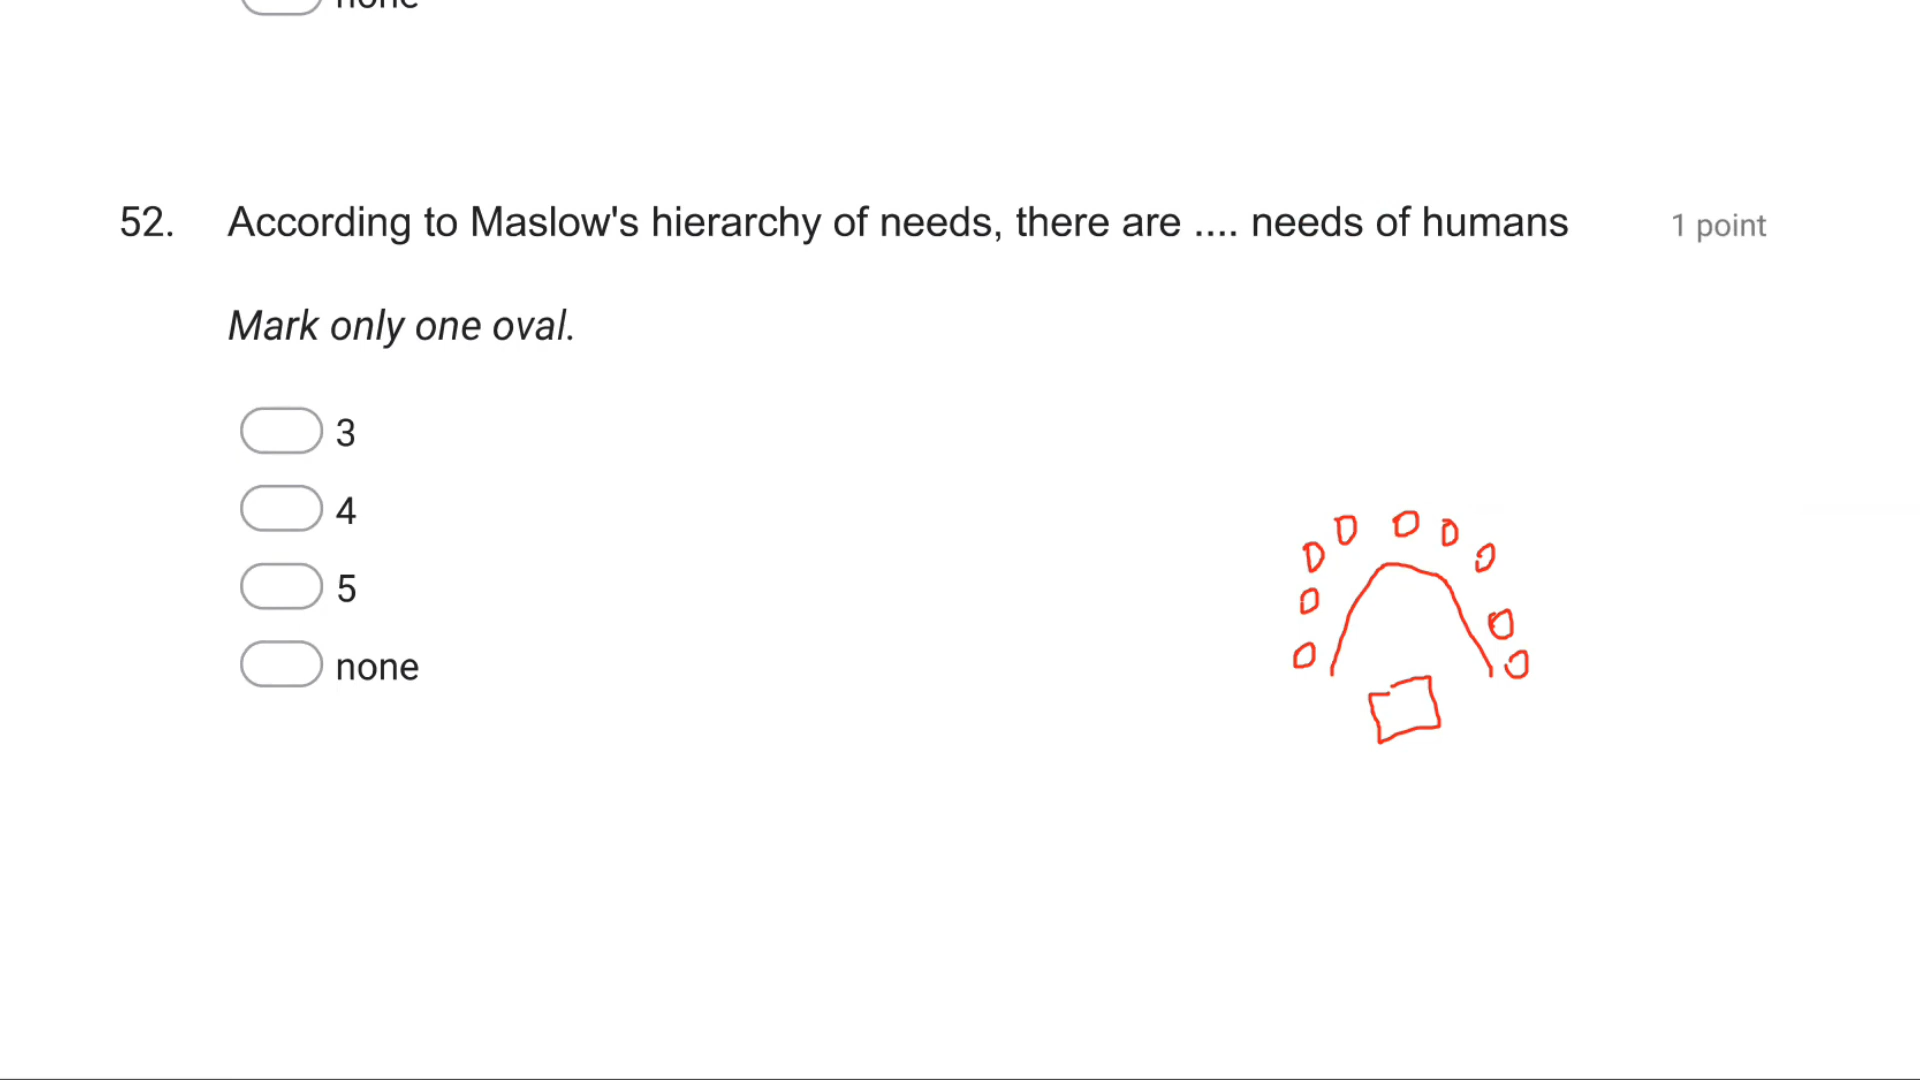 none
52. According to Maslow's hierarchy of needs, there are .... needs of humans 1 point
Mark only one oval.
3
4
5
none